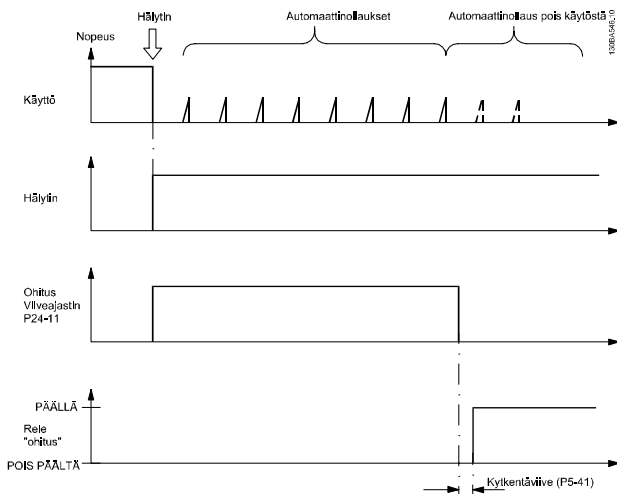 Hälytin
Automaattinollaukset
Automaattinollaus pois käytöstä
130BA546.10
Nopeus
Käyttö
Hälytin
Ohitus
Viiveajastin
P24-11
PÄÄLLÄ
Rele
"ohitus"
POIS PÄÄLTÄ
Kytkentäviive (P5-41)